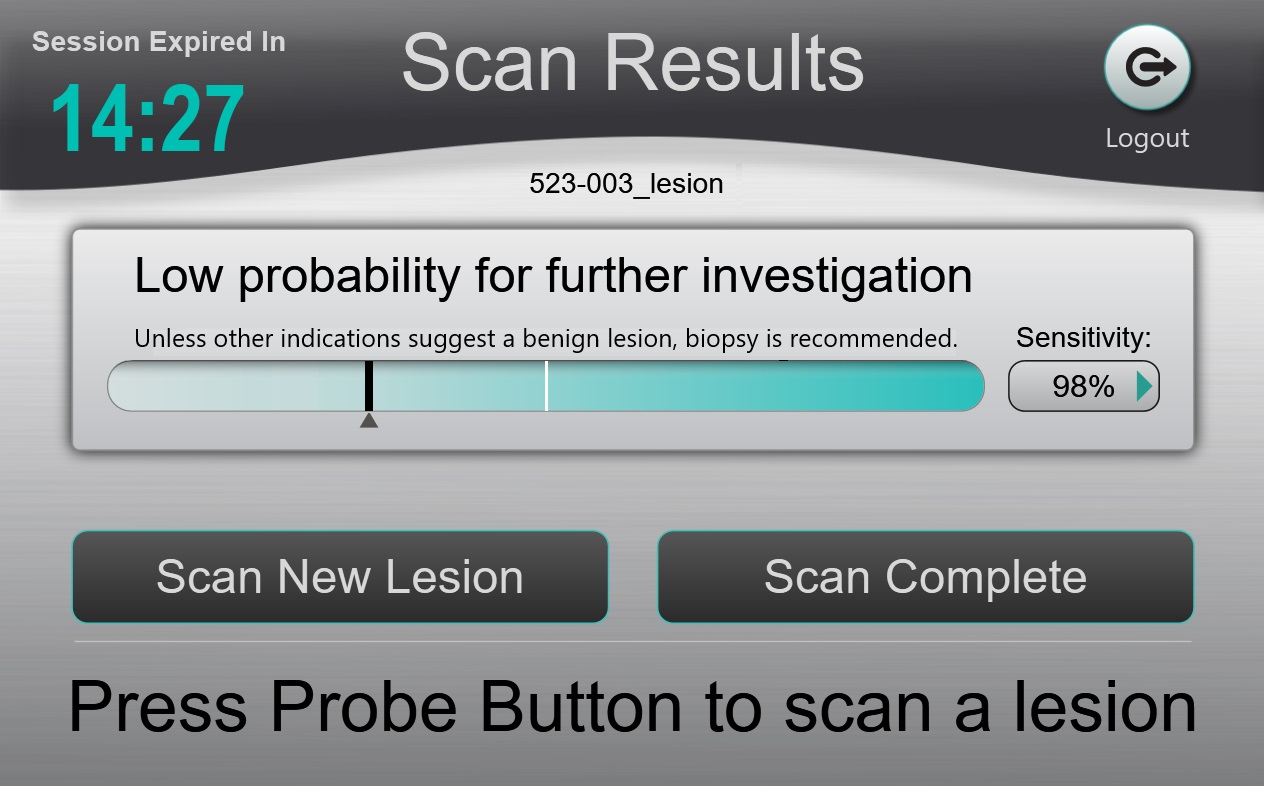 Session Expired In
14:27
Scan Results
Logout
523-003_lesion
Low probability for further investigation
Unless other indications suggest a benign lesion, biopsy is recommended.
Sensitivity:
98%
Scan New Lesion
Scan Complete
Press Probe Button to scan a lesion